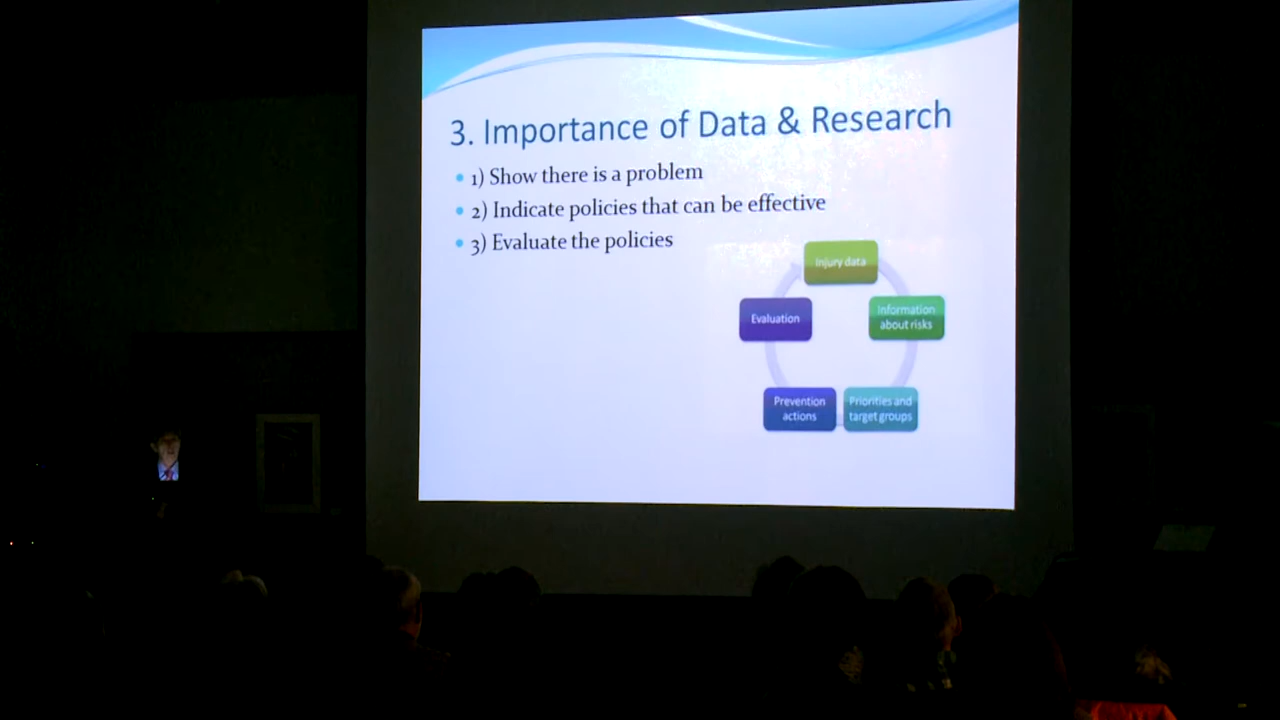 3. Importance of Data & Research
1) Show there is a problem
2) Indicate policies that can be effective
3) Evaluate the policies
Injury data
Evaluation
Information
about risks
Prevention
actions
Priorities and
target groups